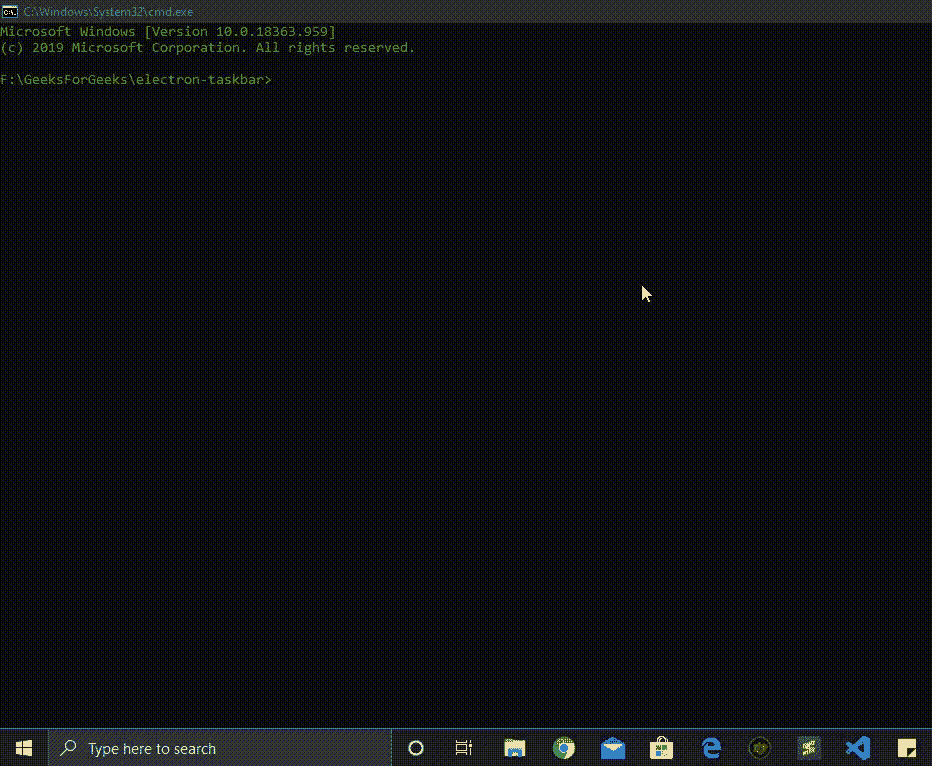 C:\Windows\System32\cmd.exe
Microsoft Windows [Version 10.0.18363.959]
(c) 2019 Microsoft Corporation. All rights reserved.
F:\GeeksForGeeks\electron-taskbar>
Type here to search